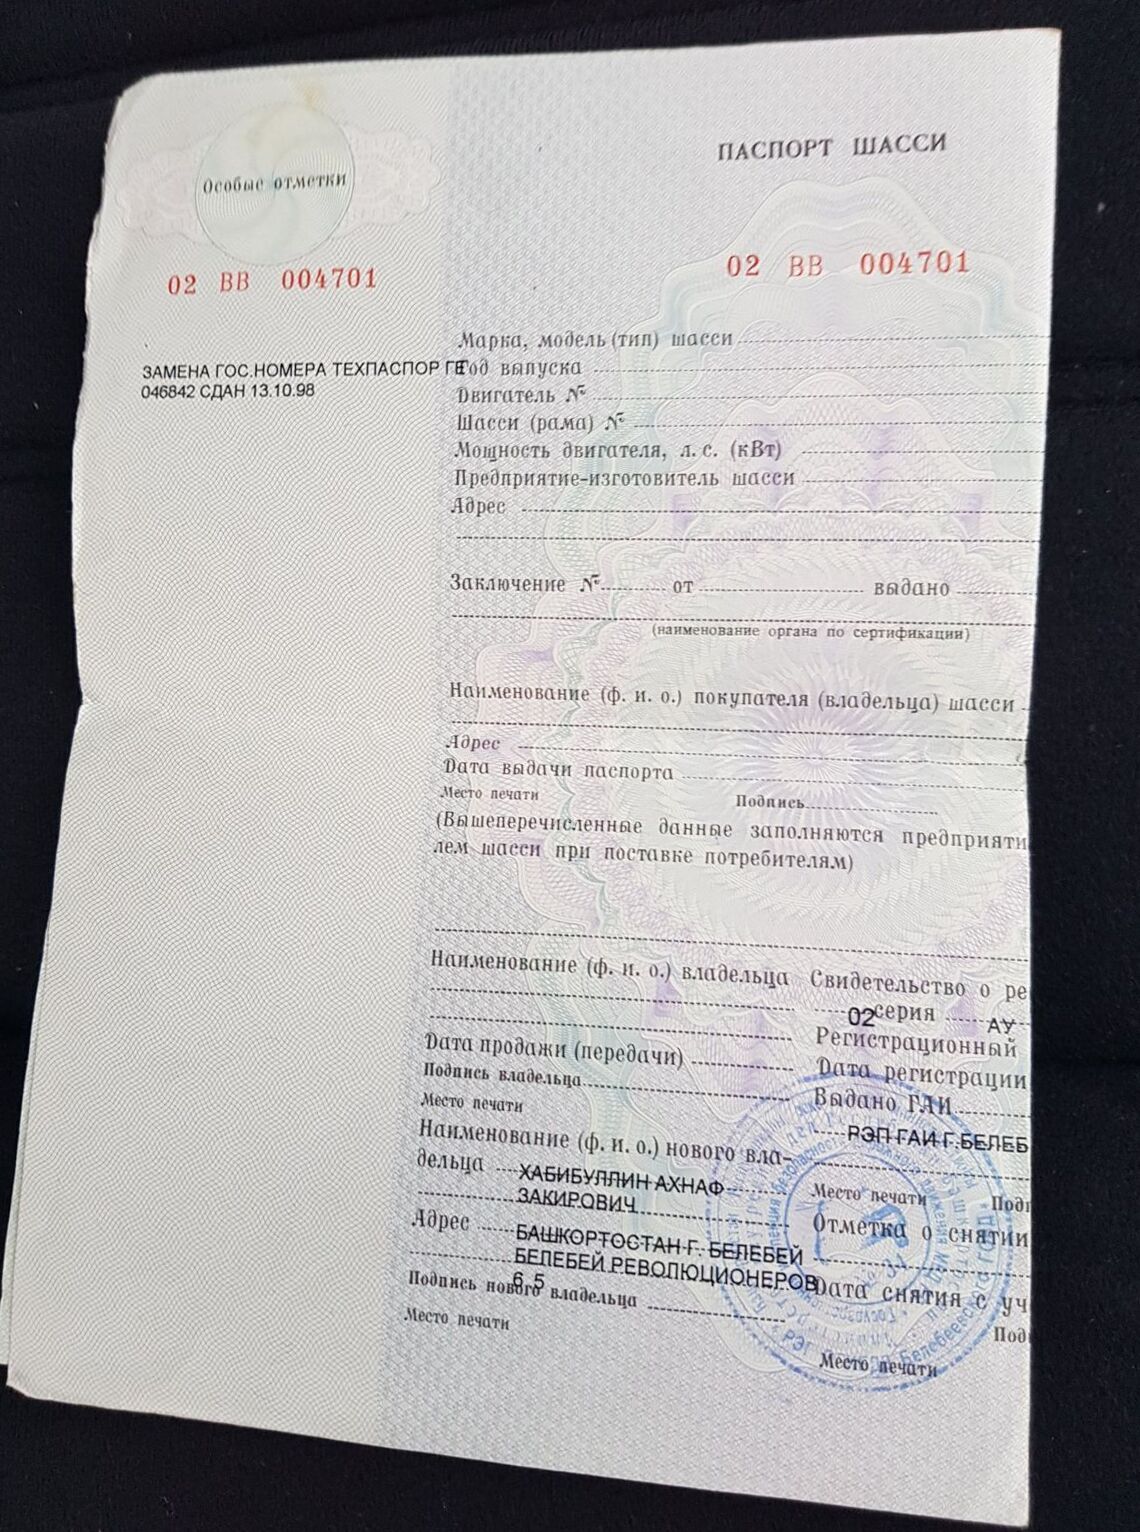 Особые отметки
02 ВВ 004701
ЗАМЕНА ГОС.НОМЕРА ТЕХПАСПОР ГЕ
046842 СДАН 13.10.98
ПАСПОРТ ШАССИ
02 ВВ 004701
Марка, модель (тип) шасси
Год выпуска
Двигатель №
Шасси (рама) №
Мощность двигателя, л. с. (кВт)
Предприятие-изготовитель шасси
Адрес
Заключение № от выдано
(наименование органа по сертификации)
Наименование (ф. и. о.) покупателя (владельца) шасси
Адрес
Дата выдачи паспорта
Место печати Подпись
(Вышеперечисленные данные заполняются предприяти
лем шасси при поставке потребителям)
Наименование (ф. и. о.) владельца
Дата продажи (передачи)
Подпись владельца
Место печати
Наименование (ф. и. о.) нового вла-
дельца ХАБИБУЛЛИН АХНАФ
ЗАКИРОВИЧ
Адрес БАШКОРТОСТАН Г. БЕЛЕБЕЙ
БЕЛЕБЕЙ РЕВОЛЮЦИОНЕРОВ
6,5
Подпись нового владельца
Место печати
Свидетельство о ре
02 серия АУ
Регистрационный
Дата регистрации
Выдано ГАИ
РЭП ГАИ Г.БЕЛЕБ
Место печати Подп
Отметка о снятии
Дата снятия с уч
Под
Место печати